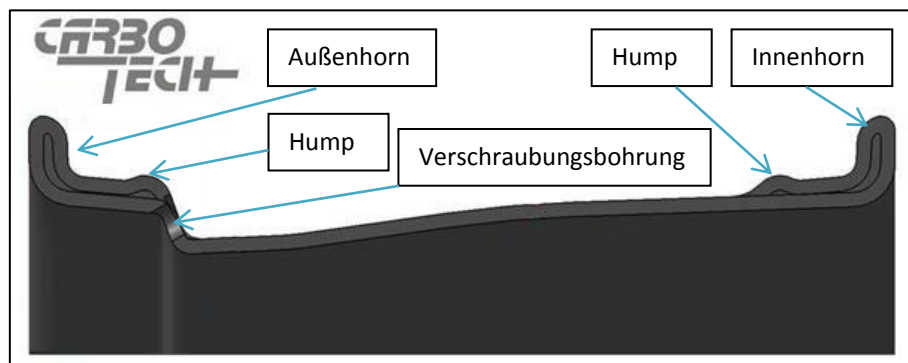 CARBO
TECH
Außenhorn
Hump
Innenhorn
Hump
Verschraubungsbohrung